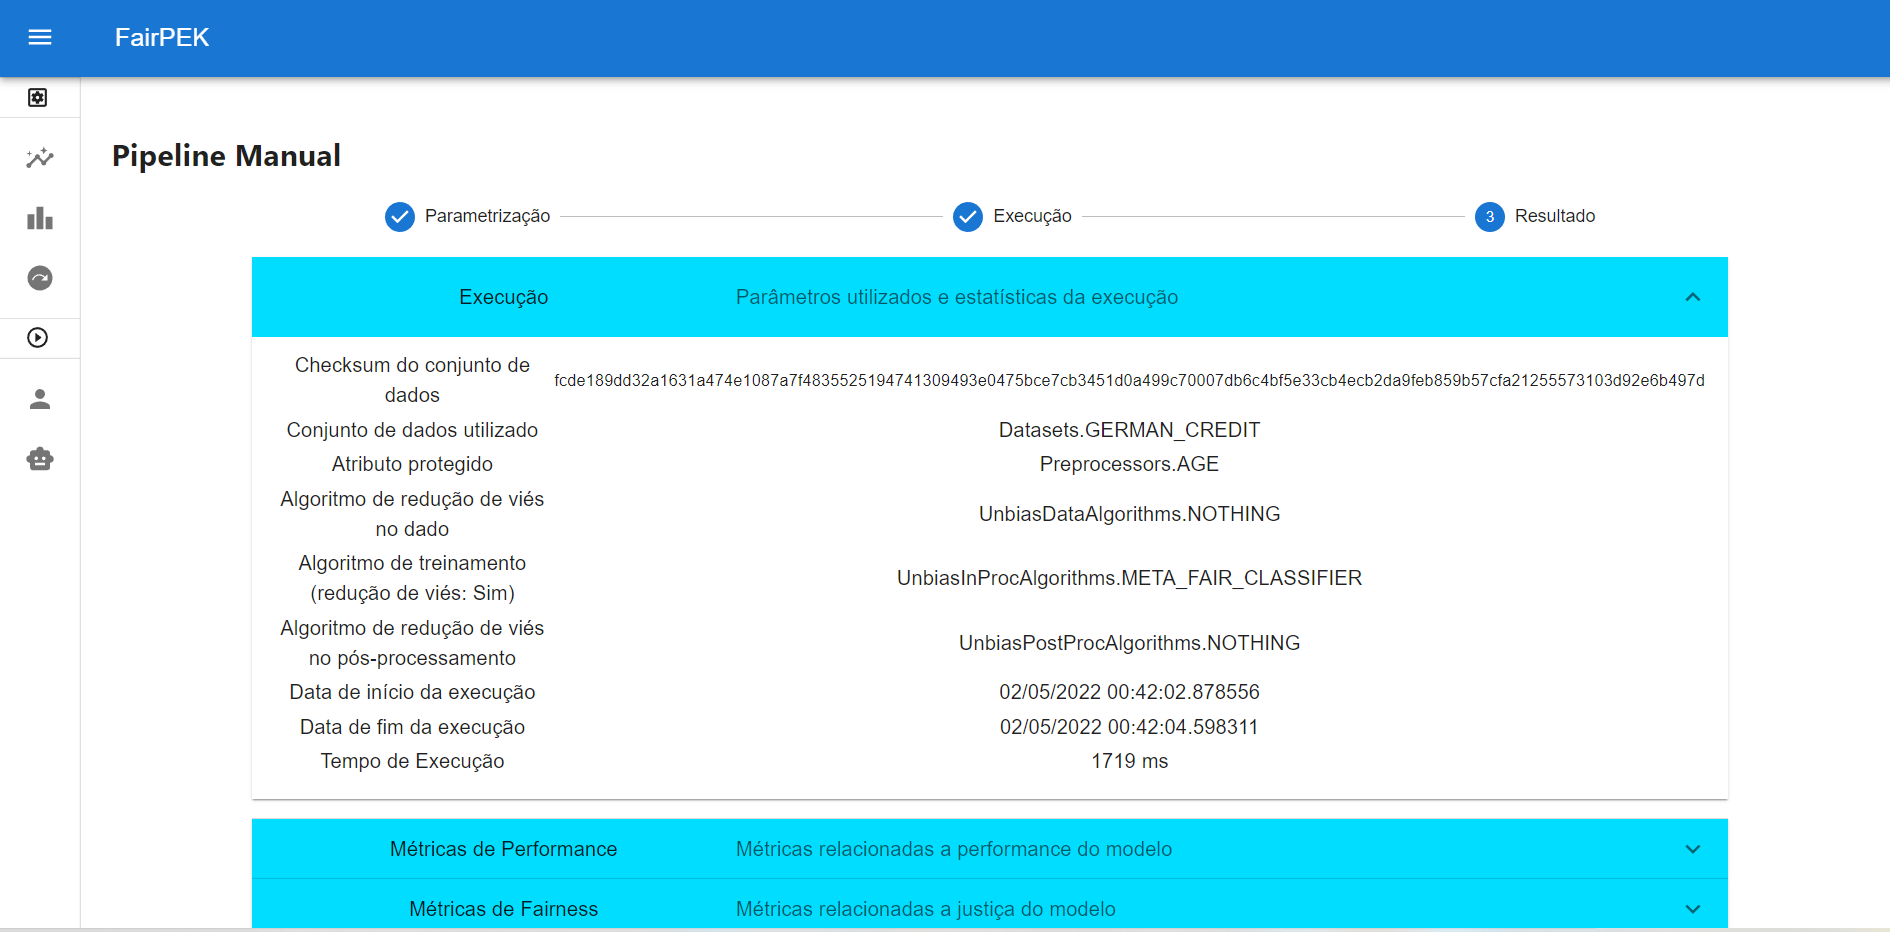 FairPEK
Pipeline Manual
Parametrização
Execução
3 Resultado
Execução Parâmetros utilizados e estatísticas da execução
Checksum do conjunto de
dados
fcde189dd32a1631a474e1087a7f4835525194741309493e0475bce7cb3451d0a499c70007db6c4bf5e33cb4ecb2da9feb859b57cfa21255573103d92e6b497d
Conjunto de dados utilizado Datasets.GERMAN_CREDIT
Atributo protegido Preprocessors.AGE
Algoritmo de redução de viés
no dado
UnbiasDataAlgorithms.NOTHING
Algoritmo de treinamento
(redução de viés: Sim)
UnbiasInProcAlgorithms.META_FAIR_CLASSIFIER
Algoritmo de redução de viés
no pós-processamento
UnbiasPostProcAlgorithms.NOTHING
Data de início da execução 02/05/2022 00:42:02.878556
Data de fim da execução 02/05/2022 00:42:04.598311
Tempo de Execução 1719 ms
Métricas de Performance Métricas relacionadas a performance do modelo
Métricas de Fairness Métricas relacionadas a justiça do modelo